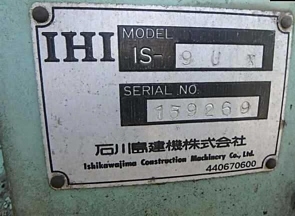 IHI
MODEL
IS-9UX
SERIAL NO.
159269
石川島建機株式会社
Ishikawajima Construction Machinery Co., Ltd.
440670600